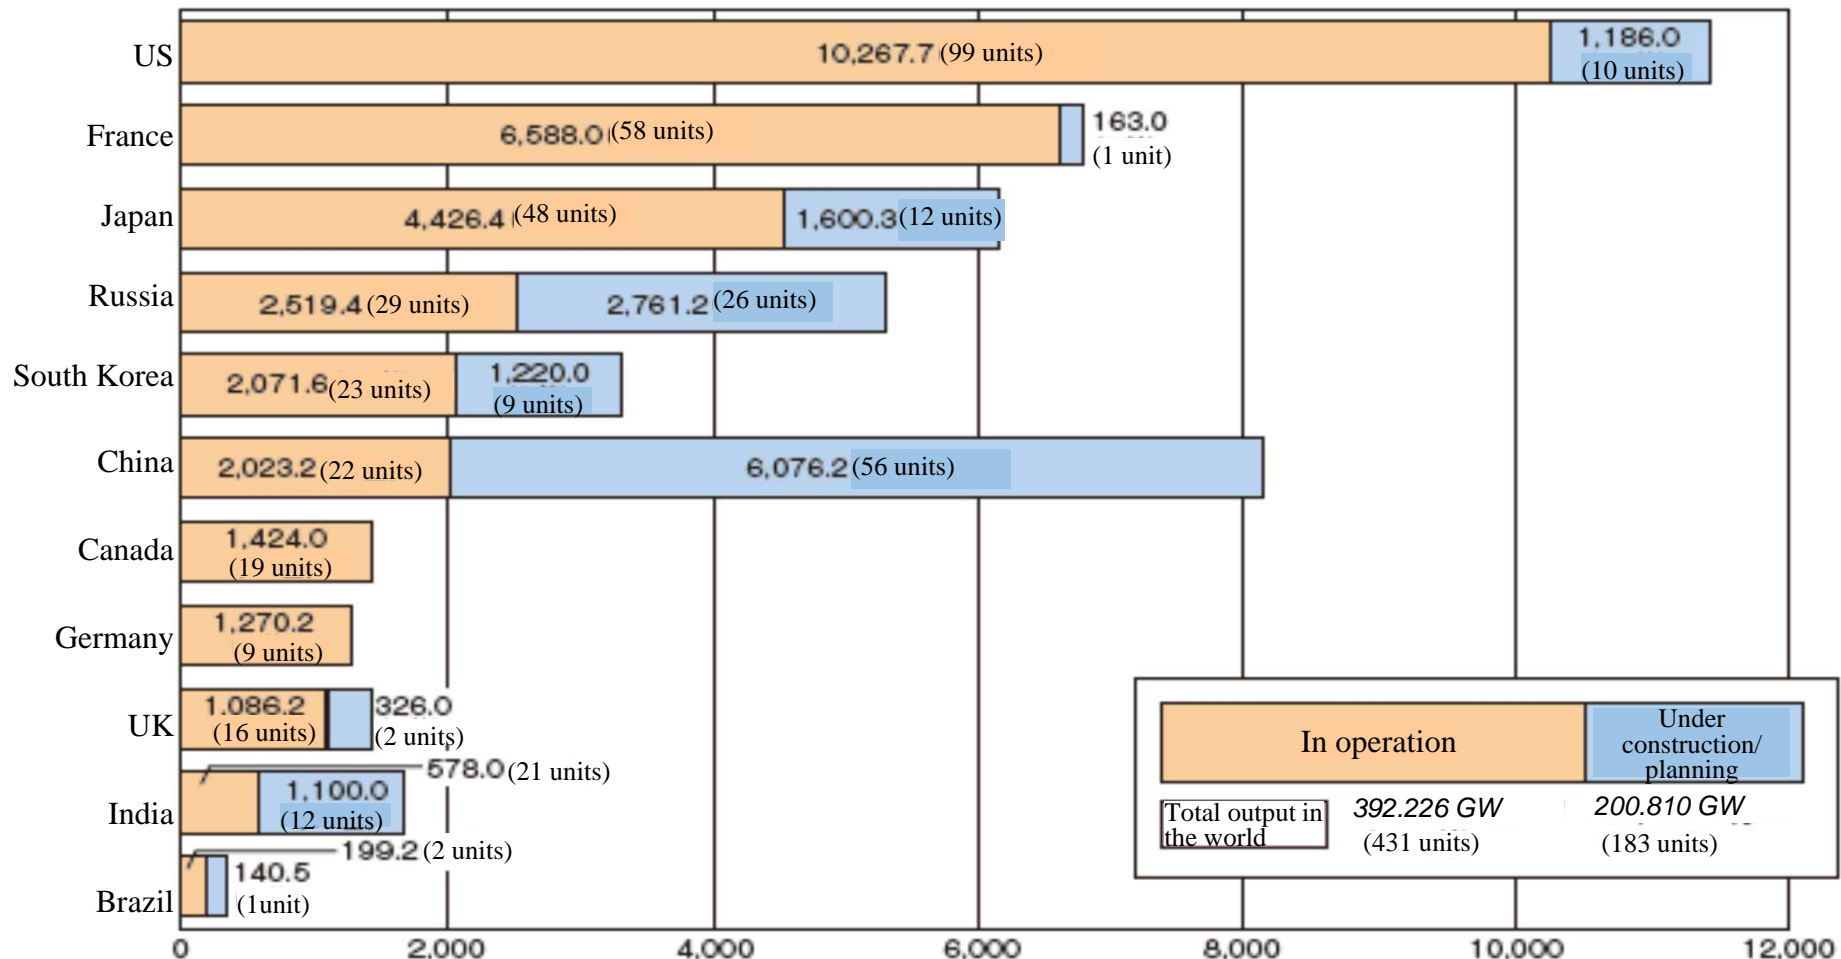 US
10,267.7 (99 units)
1,186.0
(10 units)
France
6,588.0 (58 units)
163.0
(1 unit)
Japan
4,426.4 (48 units)
1,600.3 (12 units)
Russia
2,519.4 (29 units)
2,761.2 (26 units)
South Korea
2,071.6 (23 units)
1,220.0
(9 units)
China
2,023.2 (22 units)
6,076.2 (56 units)
Canada
1,424.0
(19 units)
Germany
1,270.2
(9 units)
UK
1.086.2
(16 units)
326.0
(2 units)
578.0 (21 units)
India
1,100.0
(12 units)
199.2 (2 units)
Brazil
140.5
(1unit)
In operation
Under
construction/
planning
Total output in
the world
392.226 GW
(431 units)
200.810 GW
(183 units)
0
2,000
4,000
6,000
8,000
10,000
12,000